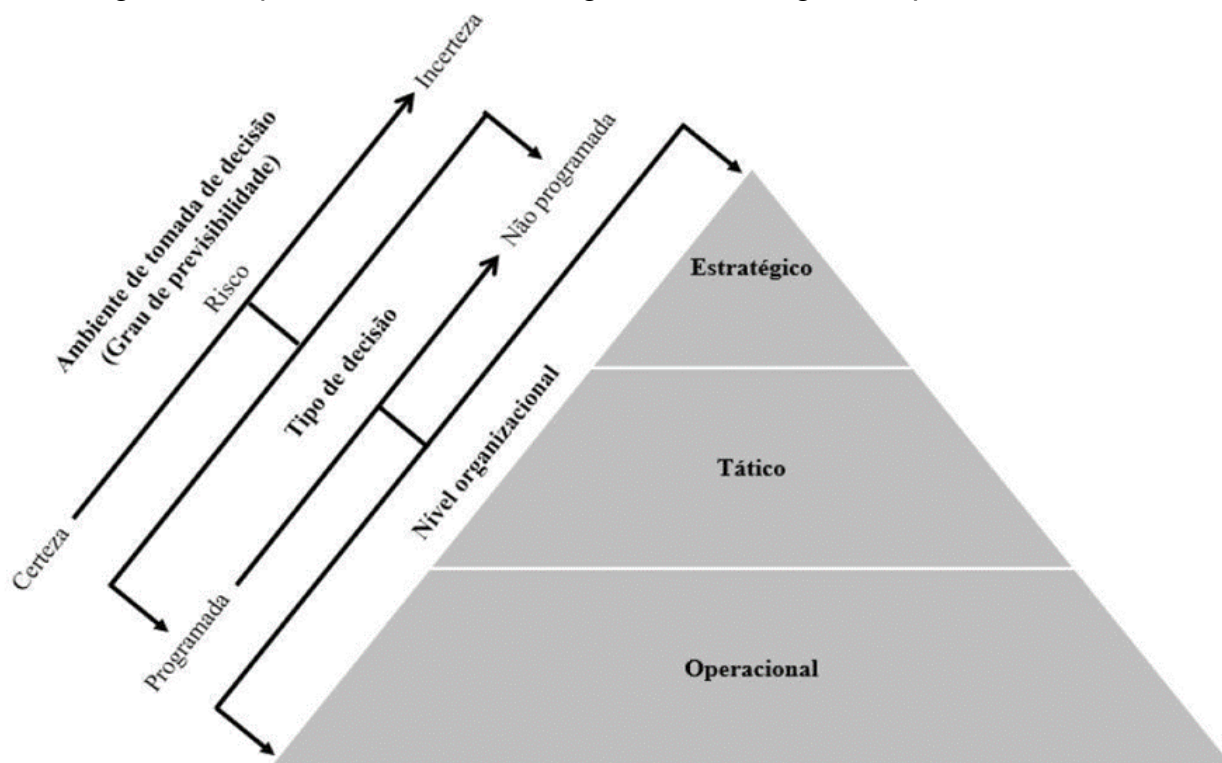 Incerteza
Ambiente de tomada de decisão
(Grau de previsibilidade)
Risco
Certeza
Não programada
Tipo de decisão
Programada
Nível organizacional
Estratégico
Tático
Operacional